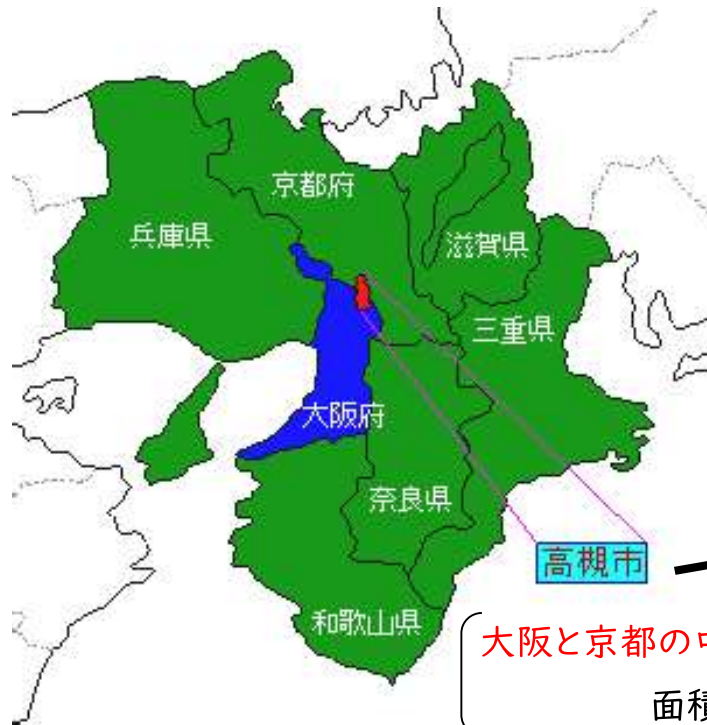 京都府
兵庫県
滋賀県
三重県
大阪府
奈良県
高槻市
和歌山県
大阪と京都の
面積